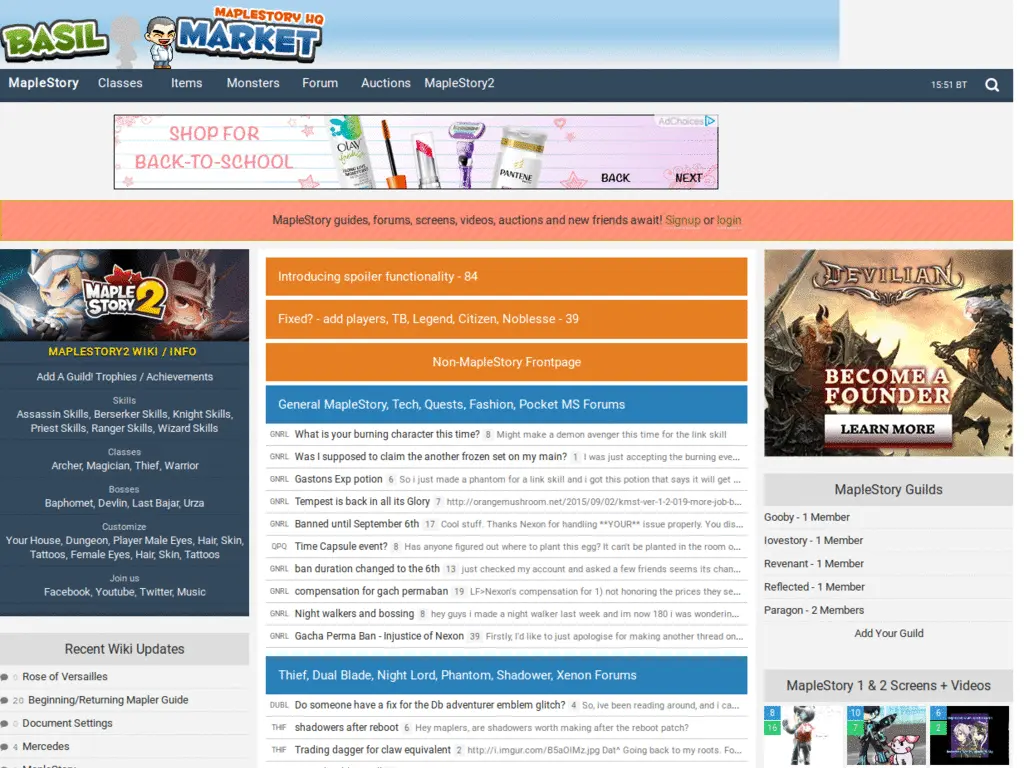 BASIL MARKET
MAPLESTORY HQ
MapleStory Classes Items Monsters Forum Auctions MapleStory2 15:51 BT
SHOP FOR
BACK-TO-SCHOOL
OLAY
fresh
PANTENE
BACK NEXT
AdChoices
MapleStory guides, forums, screens, videos, auctions and new friends await! Signup or login
MAPLE STORY 2
MAPLESTORY2 WIKI / INFO
Add A Guild! Trophies / Achievements
Skills
Assassin Skills, Berserker Skills, Knight Skills,
Priest Skills, Ranger Skills, Wizard Skills
Classes
Archer, Magician, Thief, Warrior
Bosses
Baphomet, Devlin, Last Bajar, Urza
Customize
Your House, Dungeon, Player Male Eyes, Hair, Skin,
Tattoos, Female Eyes, Hair, Skin, Tattoos
Join us
Facebook, Youtube, Twitter, Music
Recent Wiki Updates
0 Rose of Versailles
20 Beginning/Returning Mapler Guide
0 Document Settings
4 Mercedes
MapleStory
Introducing spoiler functionality - 84
Fixed? - add players, TB, Legend, Citizen, Noblesse - 39
Non-MapleStory Frontpage
General MapleStory, Tech, Quests, Fashion, Pocket MS Forums
GNRL What is your burning character this time? 8 Might make a demon avenger this time for the link skill
GNRL Was I supposed to claim the another frozen set on my main? 1 I was just accepting the burning eve...
GNRL Gastons Exp potion 6 So i just made a phantom for a link skill and i got this potion that says it will get ...
GNRL Tempest is back in all its Glory 7 http://orangemushroom.net/2015/09/02/kmst-ver-1-2-019-more-job-b...
GNRL Banned until September 6th 17 Cool stuff. Thanks Nexon for handling **YOUR** issue properly. You dis...
QPQ Time Capsule event? 8 Has anyone figured out where to plant this egg? It can't be planted in the room o...
GNRL ban duration changed to the 6th 13 just checked my account and asked a few friends seems its chan...
GNRL compensation for gach permaban 19 LF>Nexon's compensation for 1) not honoring the prices they se...
GNRL Night walkers and bossing 8 hey guys i made a night walker last week and im now 180 i was wonderin...
GNRL Gacha Perma Ban - Injustice of Nexon 39 Firstly, I'd like to just apologise for making another thread on...
Thief, Dual Blade, Night Lord, Phantom, Shadower, Xenon Forums
DUBL Do someone have a fix for the Db adventurer emblem glitch? 4 So, ive been reading around, and i ca...
THIF shadowers after reboot 6 Hey maplers, are shadowers worth making after the reboot patch?
THIF Trading dagger for claw equivalent 2 http://i.imgur.com/B5aOIMz.jpg Dat^ Going back to my roots. Fo...
DEVILIAN
BECOME A
FOUNDER
LEARN MORE
MapleStory Guilds
Gooby - 1 Member
lovestory - 1 Member
Revenant - 1 Member
Reflected - 1 Member
Paragon - 2 Members
Add Your Guild
MapleStory 1 & 2 Screens + Videos
8 10 6
16 7 2